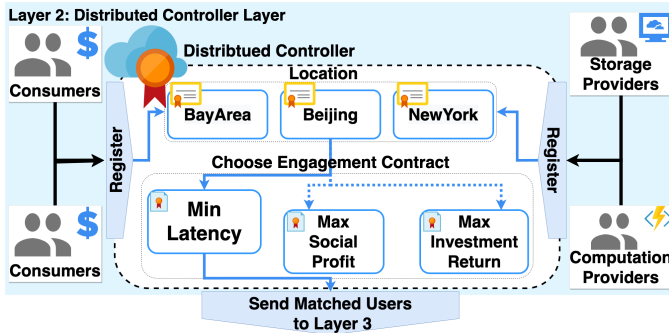 Layer 2: Distributed Controller Layer
Distribtued Controller
Consumers
Storage
Providers
Location
BayArea
Beijing
NewYork
Register
Register
Choose Engagement Contract
Min
Latency
Max
Social
Profit
Max
Investment
Return
Consumers
Computation
Providers
Send Matched Users
to Layer 3